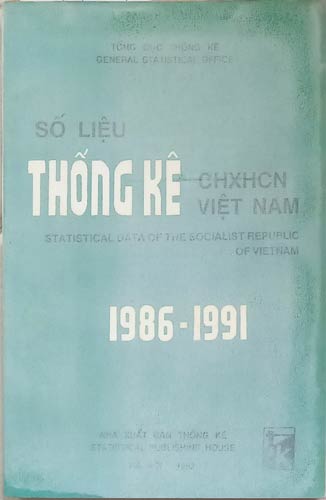 TỔNG CỤC THỐNG KÊ
GENERAL STATISTICAL OFFICE
SỐ LIỆU
THỐNG KÊ CHXHCN
VIỆT NAM
STATISTICAL DATA OF THE SOCIALIST REPUBLIC
OF VIETNAM
1986-1991
NHÀ XUẤT BẢN THỐNG KÊ
STATISTICAL PUBLISHING HOUSE